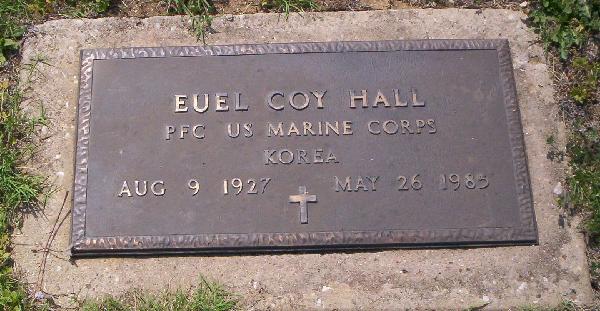 EUEL COY HALL
PFC US MARINE CORPS
KOREA
AUG 9 1927 MAY 26 1985